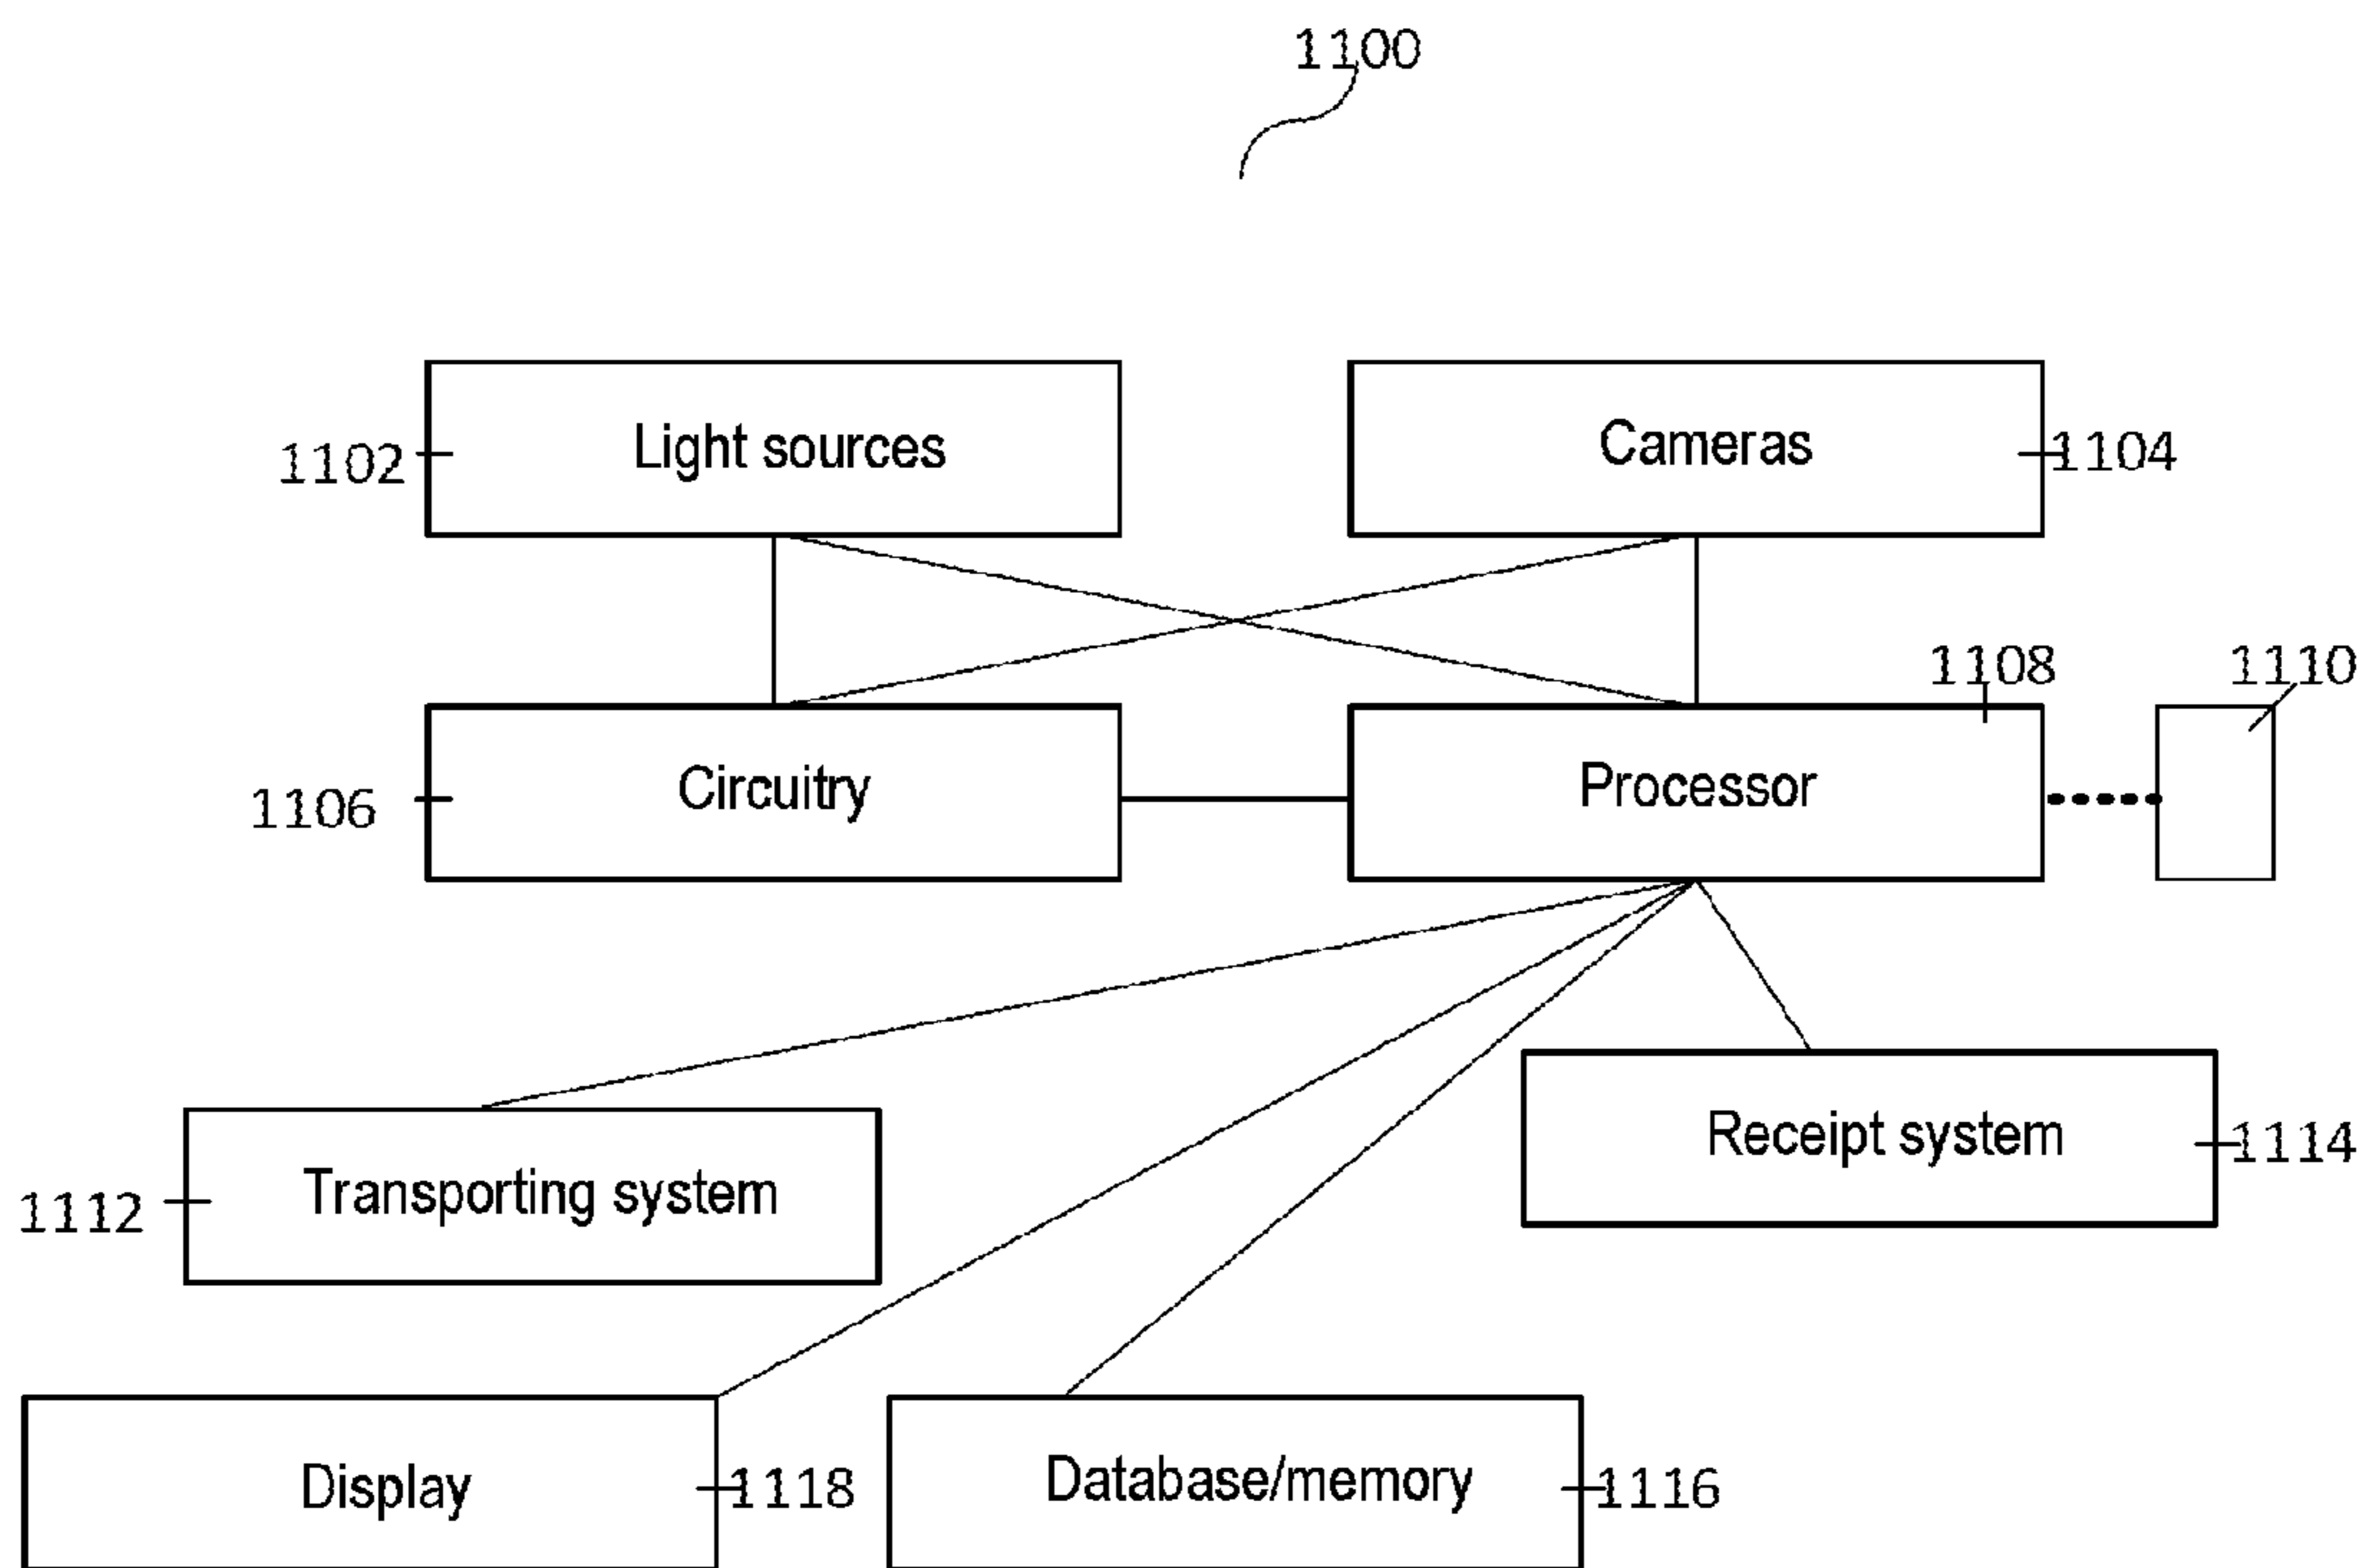 1100
Light sources
Cameras
1102
1104
1108
1110
Circuitry
Processor
1106
Receipt system
1114
Transporting system
1112
Display
1118
Database/memory
1116